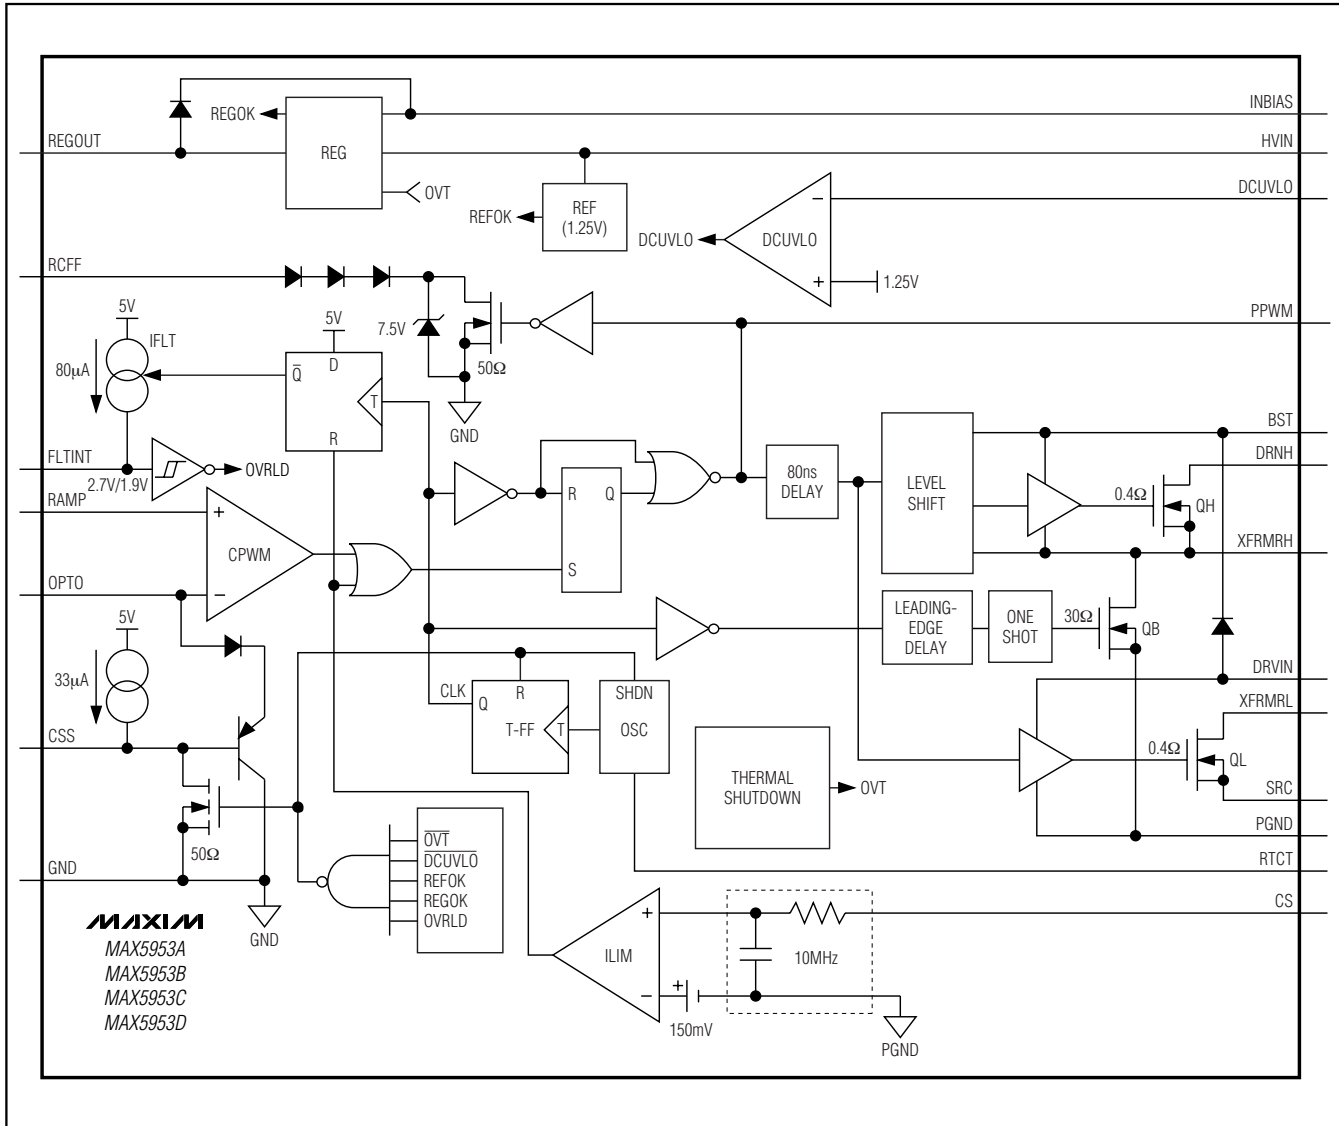 INBIAS
REGOK
REGOUT
HVIN
REG
OVT
DCUVLO
REF
(1.25V)
REFOK
DCUVLO
DCUVLO
−
+
1.25V
RCFF
5V
IFLT
80µA
5V
7.5V
50Ω
GND
PPWM
Q̅
D
T
R
FLTINT
2.7V/1.9V
OVRLD
RAMP
+
CPWM
−
OPTO
R
Q
S
80ns
DELAY
LEVEL
SHIFT
BST
DRNH
0.4Ω
QH
XFRMRH
5V
33µA
CSS
LEADING-
EDGE
DELAY
ONE
SHOT
30Ω
QB
DRVIN
XFRMRL
CLK
Q
R
T-FF
T
SHDN
OSC
THERMAL
SHUTDOWN
OVT
0.4Ω
QL
SRC
PGND
RTCT
50Ω
GND
GND
O̅V̅T̅
D̅C̅U̅V̅L̅O̅
REFOK
REGOK
OVRLD
CS
+
ILIM
−
+
150mV
10MHz
PGND
MAXIM
MAX5953A
MAX5953B
MAX5953C
MAX5953D